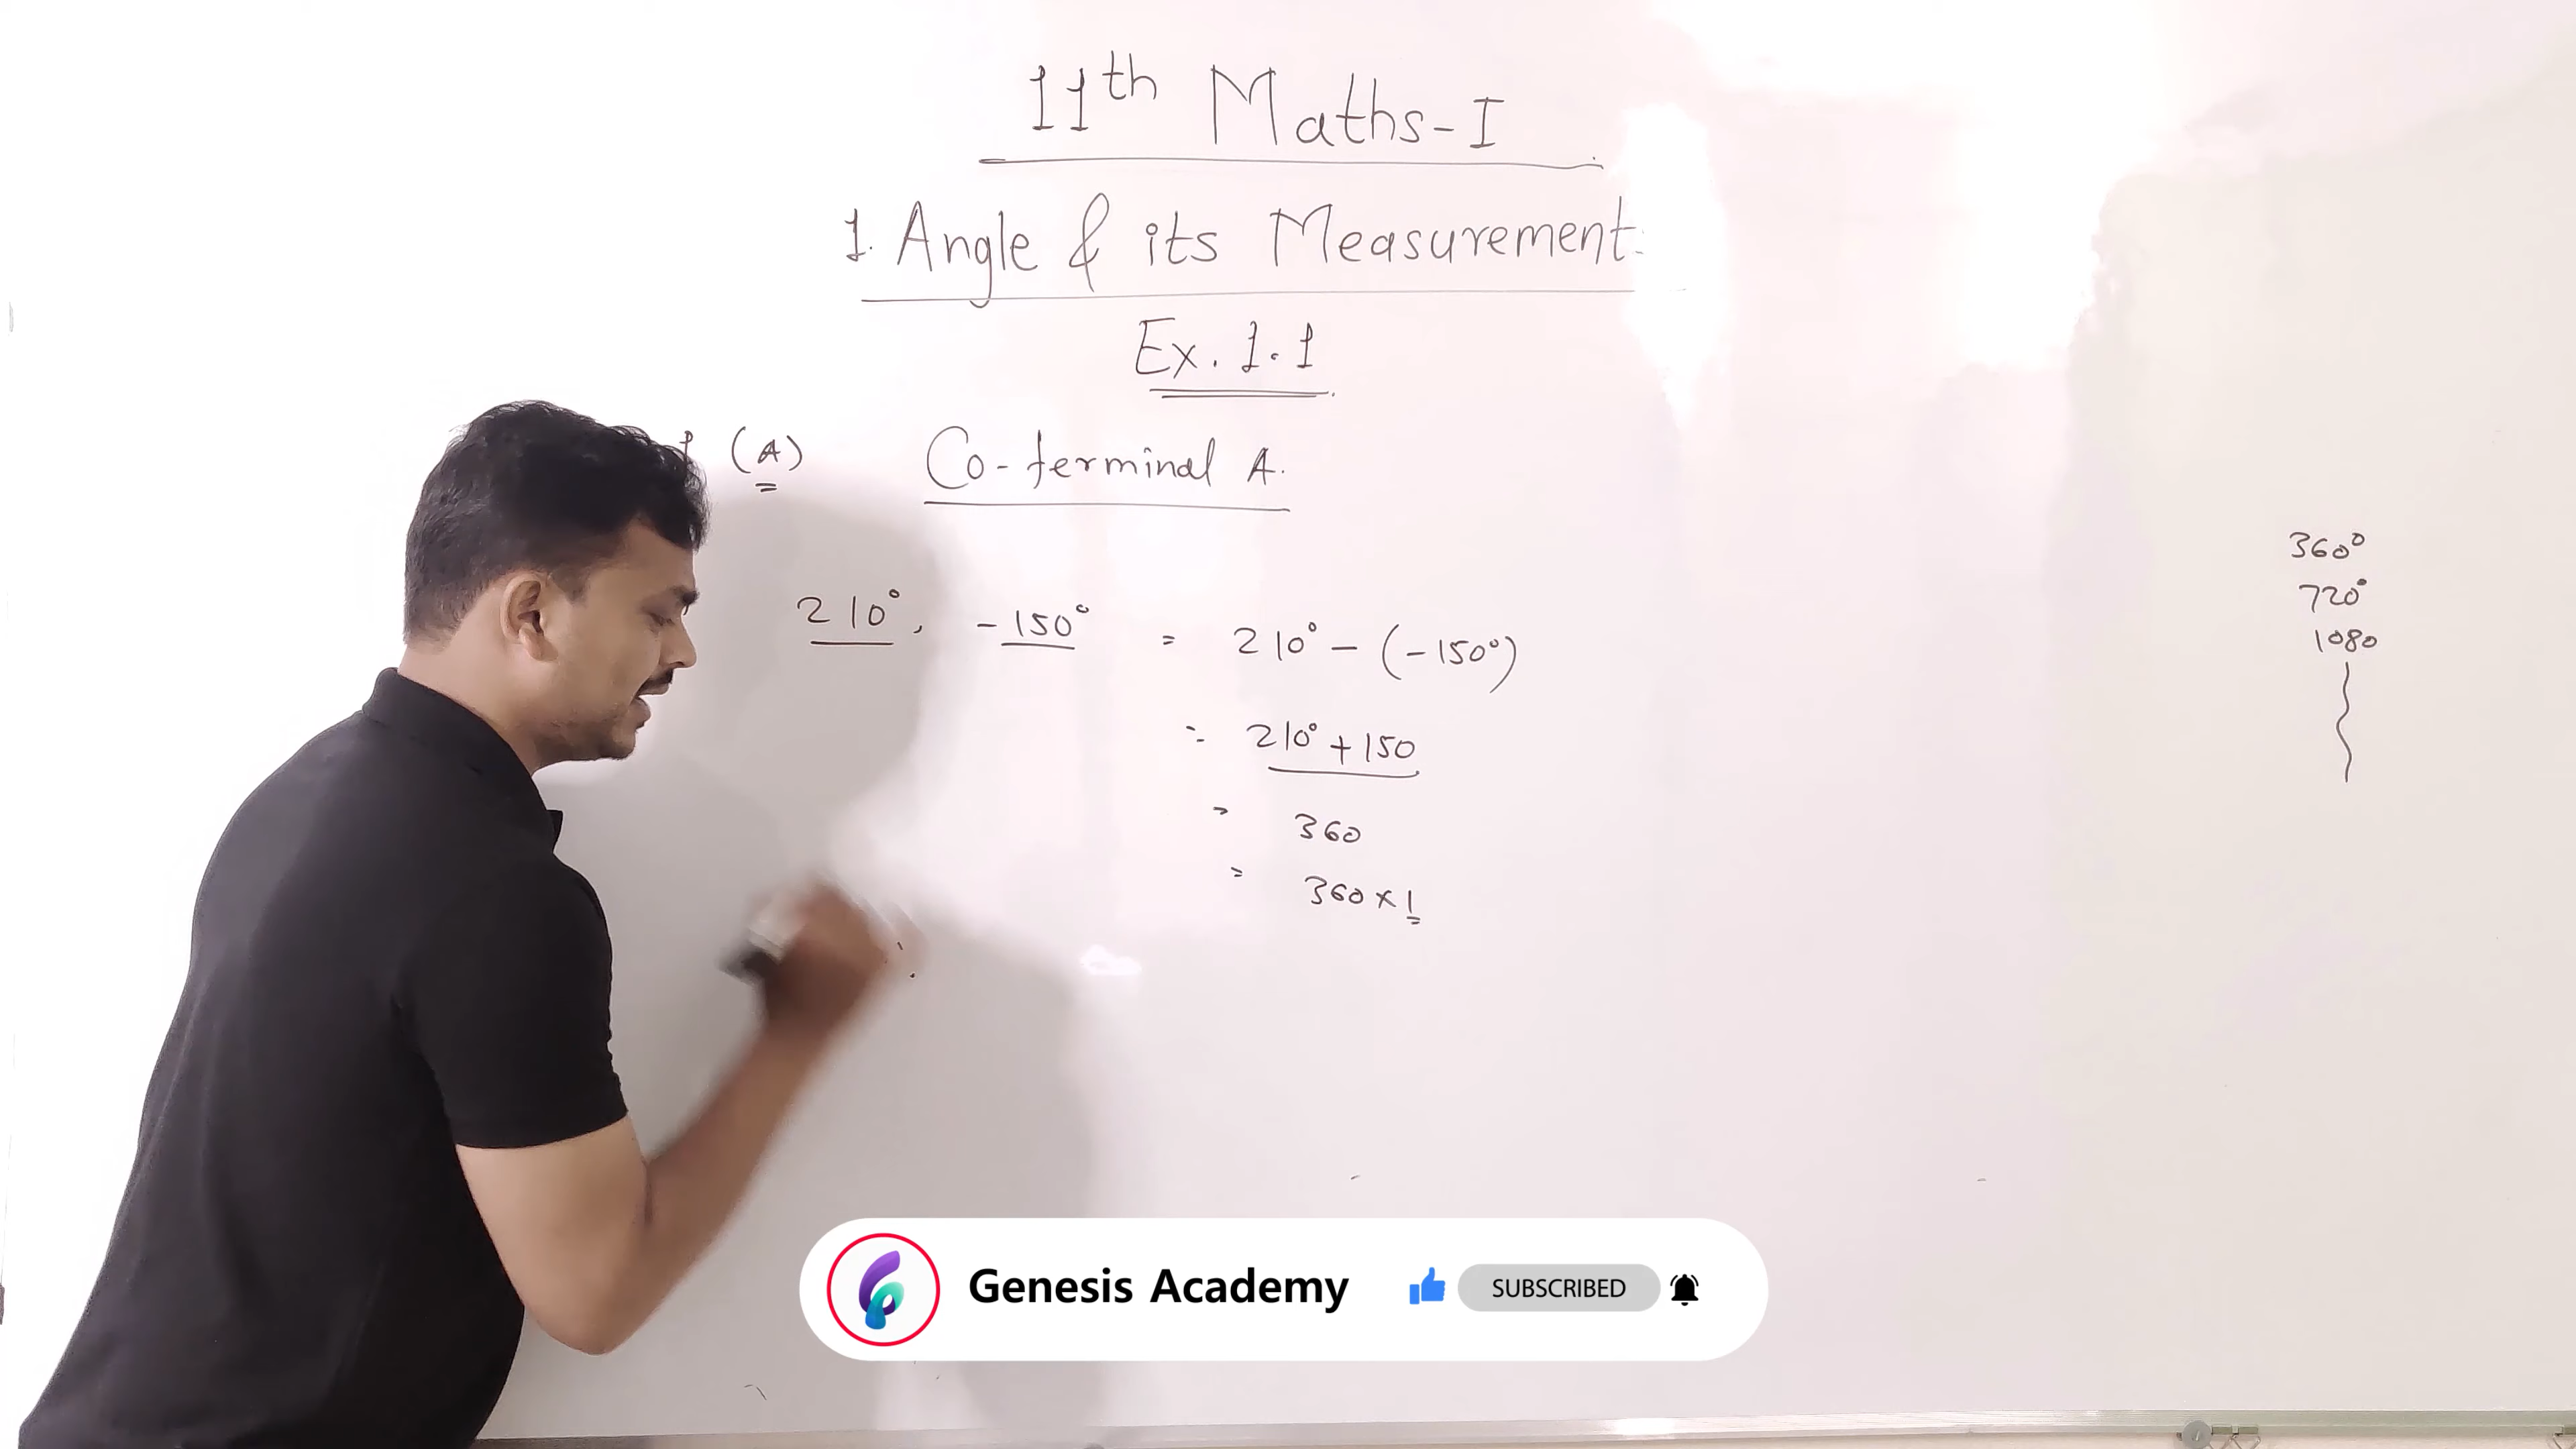 11th Maths-I
1. Angle & its Measurement.
Ex. 1.1
(A) Co-terminal A.
210°, -150° = 210° - (-150°)
= 210° + 150
= 360
= 360 × 1
360°
720°
1080
Genesis Academy SUBSCRIBED